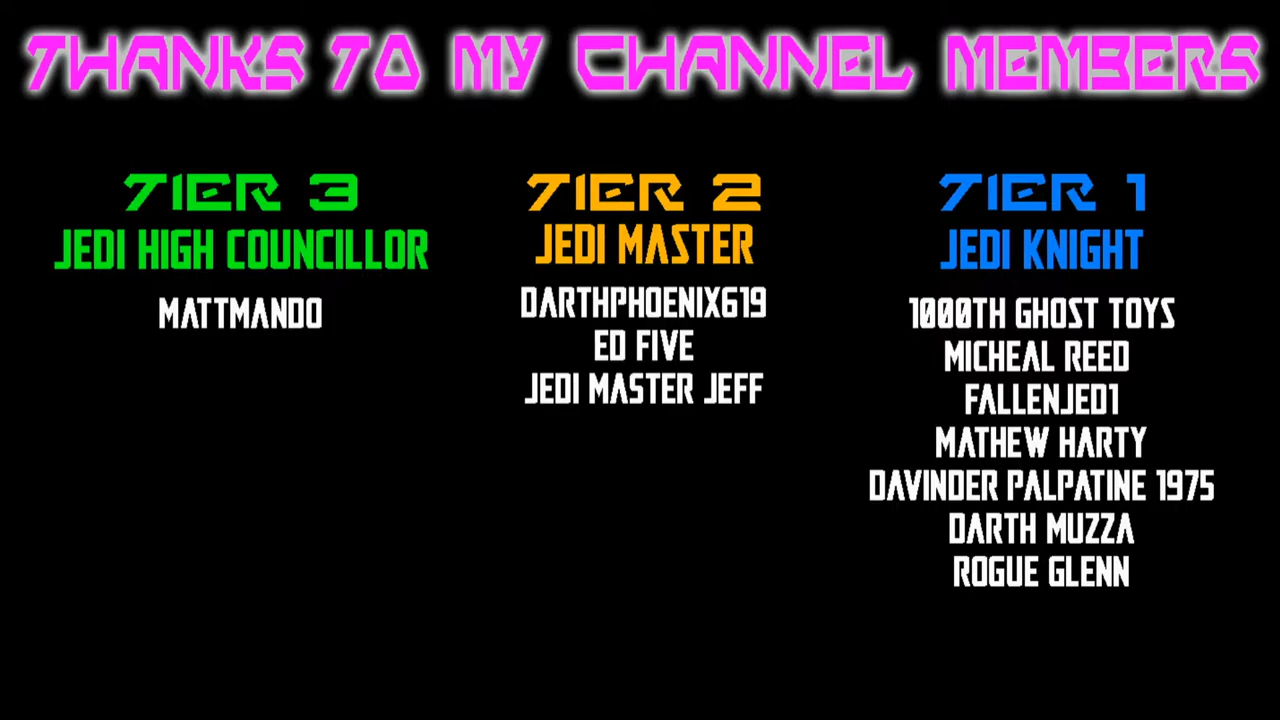 THANKS TO MY CHANNEL MEMBERS
TIER 3
JEDI HIGH COUNCILLOR
MATTMANDO
TIER 2
JEDI MASTER
DARTHPHOENIX619
ED FIVE
JEDI MASTER JEFF
TIER 1
JEDI KNIGHT
1000TH GHOST TOYS
MICHEAL REED
FALLENJED1
MATHEW HARTY
DAVINDER PALPATINE 1975
DARTH MUZZA
ROGUE GLENN